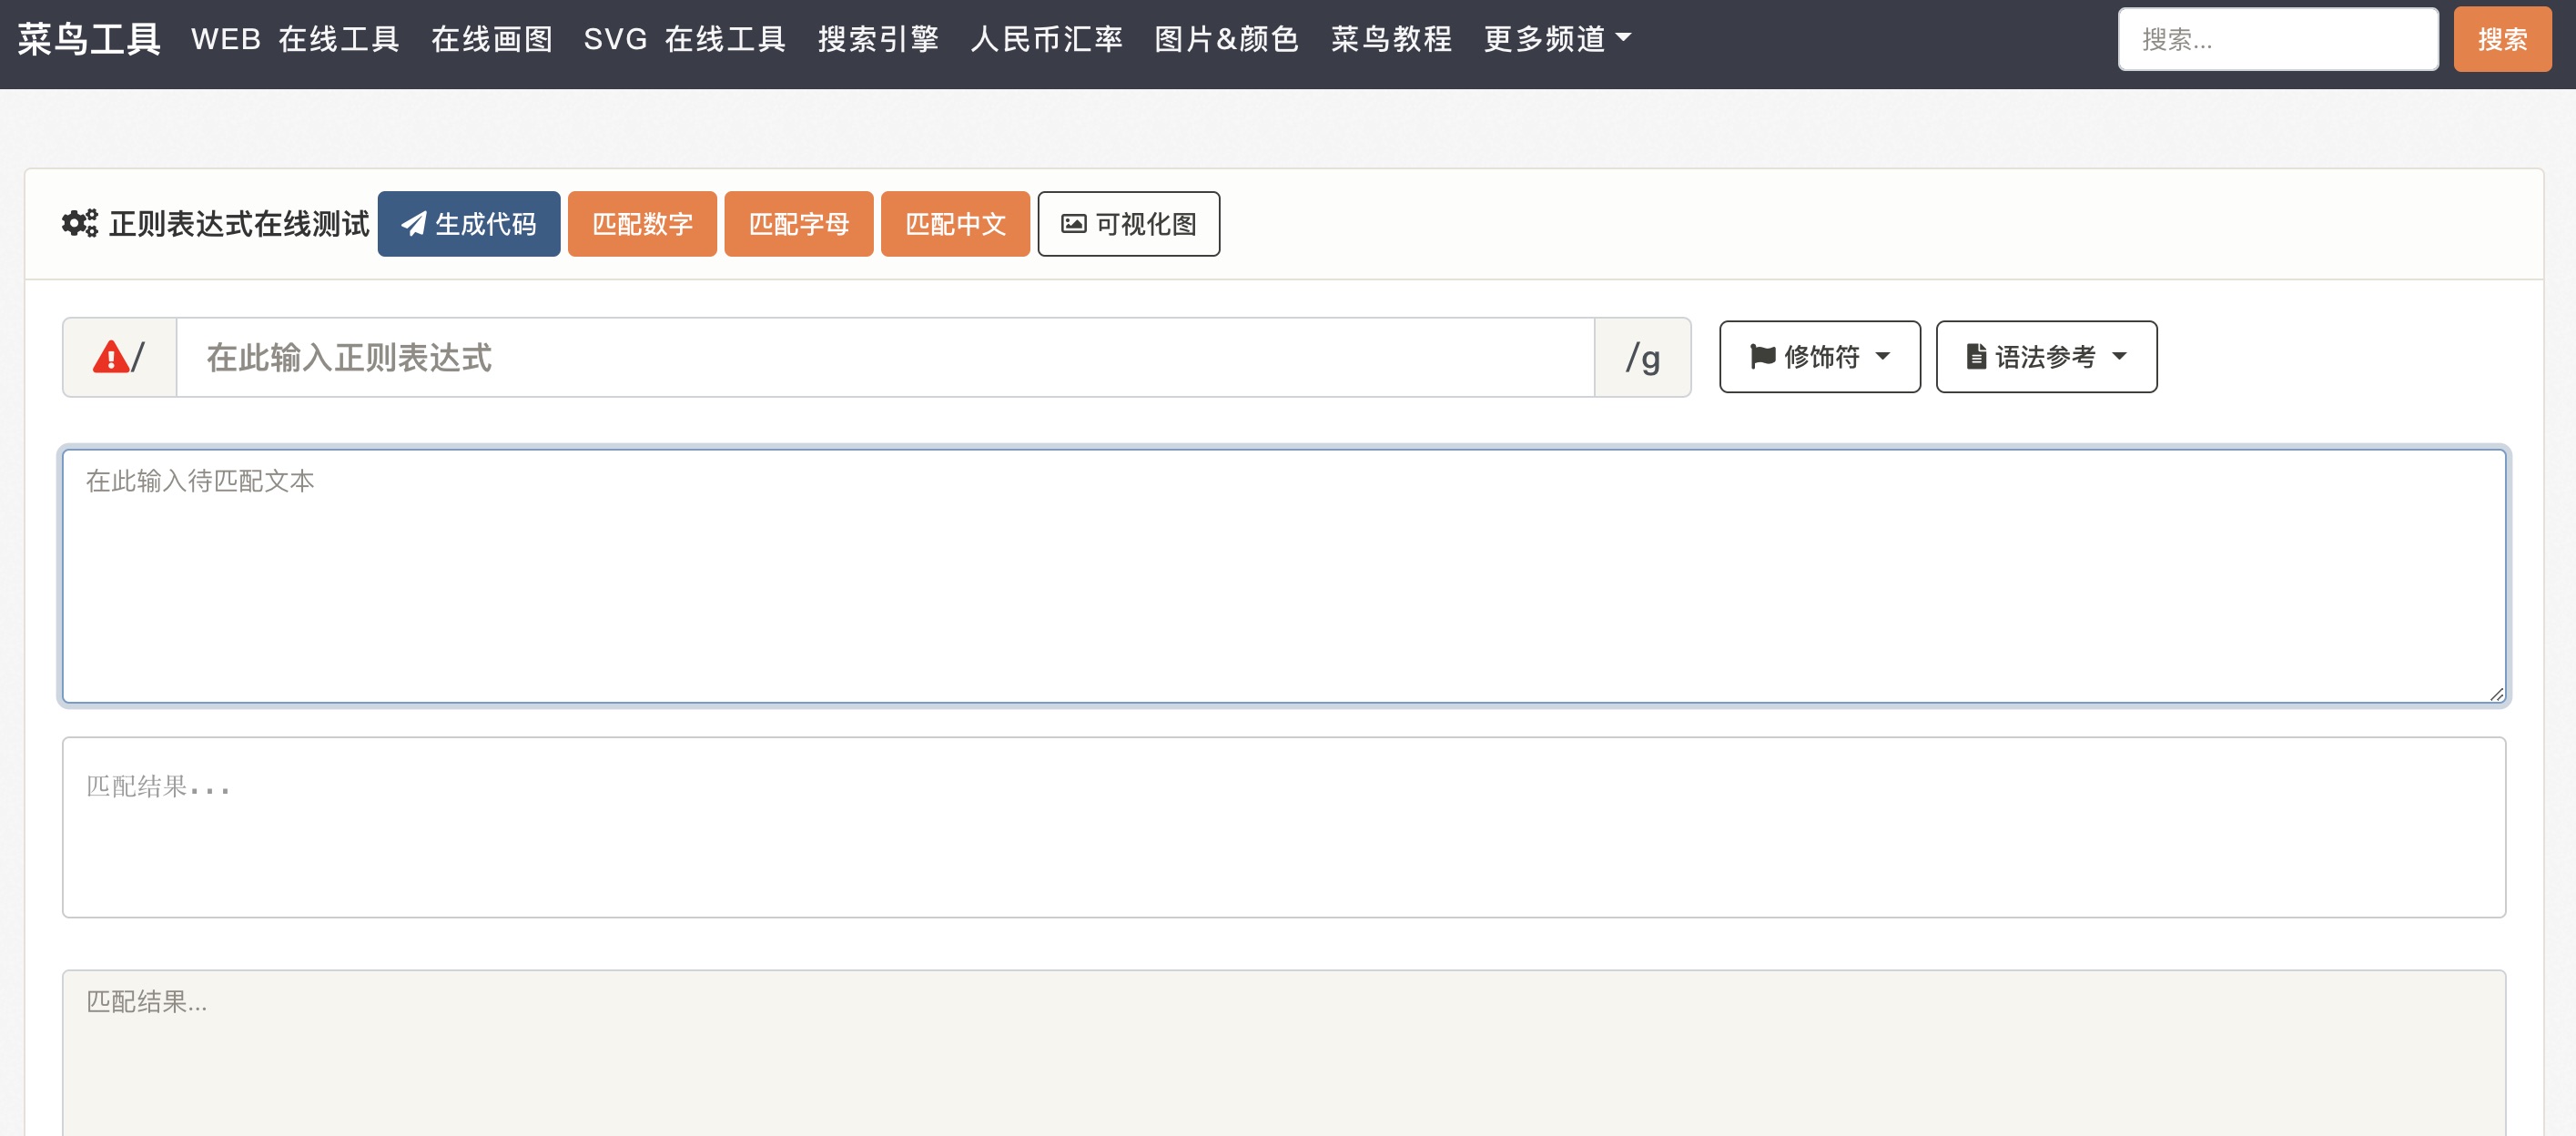 菜鸟工具 WEB 在线工具 在线画图 SVG 在线工具 搜索引擎 人民币汇率 图片&颜色 菜鸟教程 更多频道 搜索... 搜索
正则表达式在线测试 生成代码 匹配数字 匹配字母 匹配中文 可视化图
/ 在此输入正则表达式 /g 修饰符 语法参考
在此输入待匹配文本
匹配结果...
匹配结果...